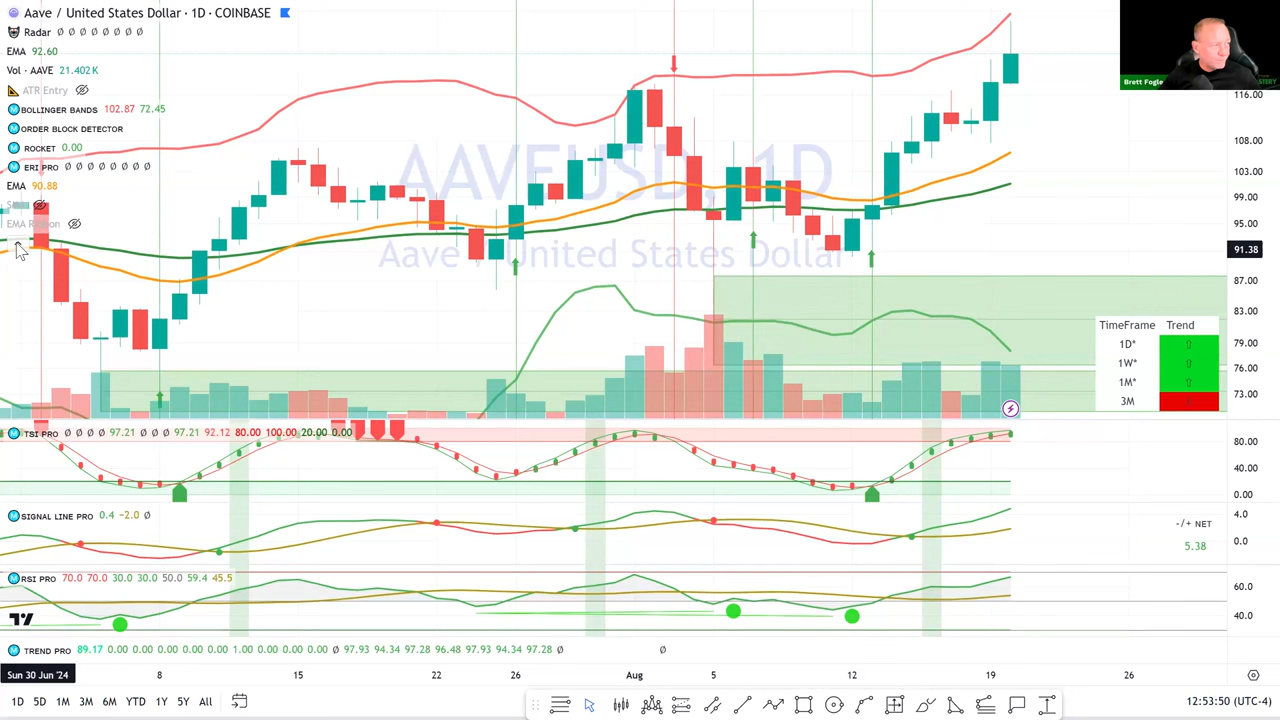 Aave / United States Dollar · 1D · COINBASE
Radar Ø Ø Ø Ø Ø Ø Ø Ø
EMA 92.60
Vol · AAVE 21.402 K
ATR Entry
BOLLINGER BANDS 102.87 72.45
ORDER BLOCK DETECTOR
ROCKET 0.00
ERI PRO Ø Ø Ø Ø Ø Ø Ø Ø
EMA 90.88
AAVEUSD, 1D
Aave / United States Dollar
Brett Fogle
116.00
108.00
103.00
99.00
95.00
91.38
87.00
83.00
79.00
76.00
73.00
TimeFrame Trend
1D* ⇧
1W* ⇧
1M* ⇧
3M
TSI PRO Ø Ø Ø Ø 97.21 Ø Ø Ø 97.21 92.12 80.00 100.00 20.00 0.00
80.00
40.00
0.00
SIGNAL LINE PRO 0.4 −2.0 Ø
4.0
0.0
-/+ NET
5.38
RSI PRO 70.0 70.0 30.0 30.0 50.0 59.4 45.5
60.0
40.0
TREND PRO 89.17 0.00 0.00 0.00 0.00 1.00 0.00 0.00 0.00 Ø 97.93 94.34 97.28 96.48 97.93 94.34 97.28 Ø Ø
Sun 30 Jun '24 8 15 22 26 Aug 5 12 19 26
1D 5D 1M 3M 6M YTD 1Y 5Y All
12:53:50 (UTC-4)